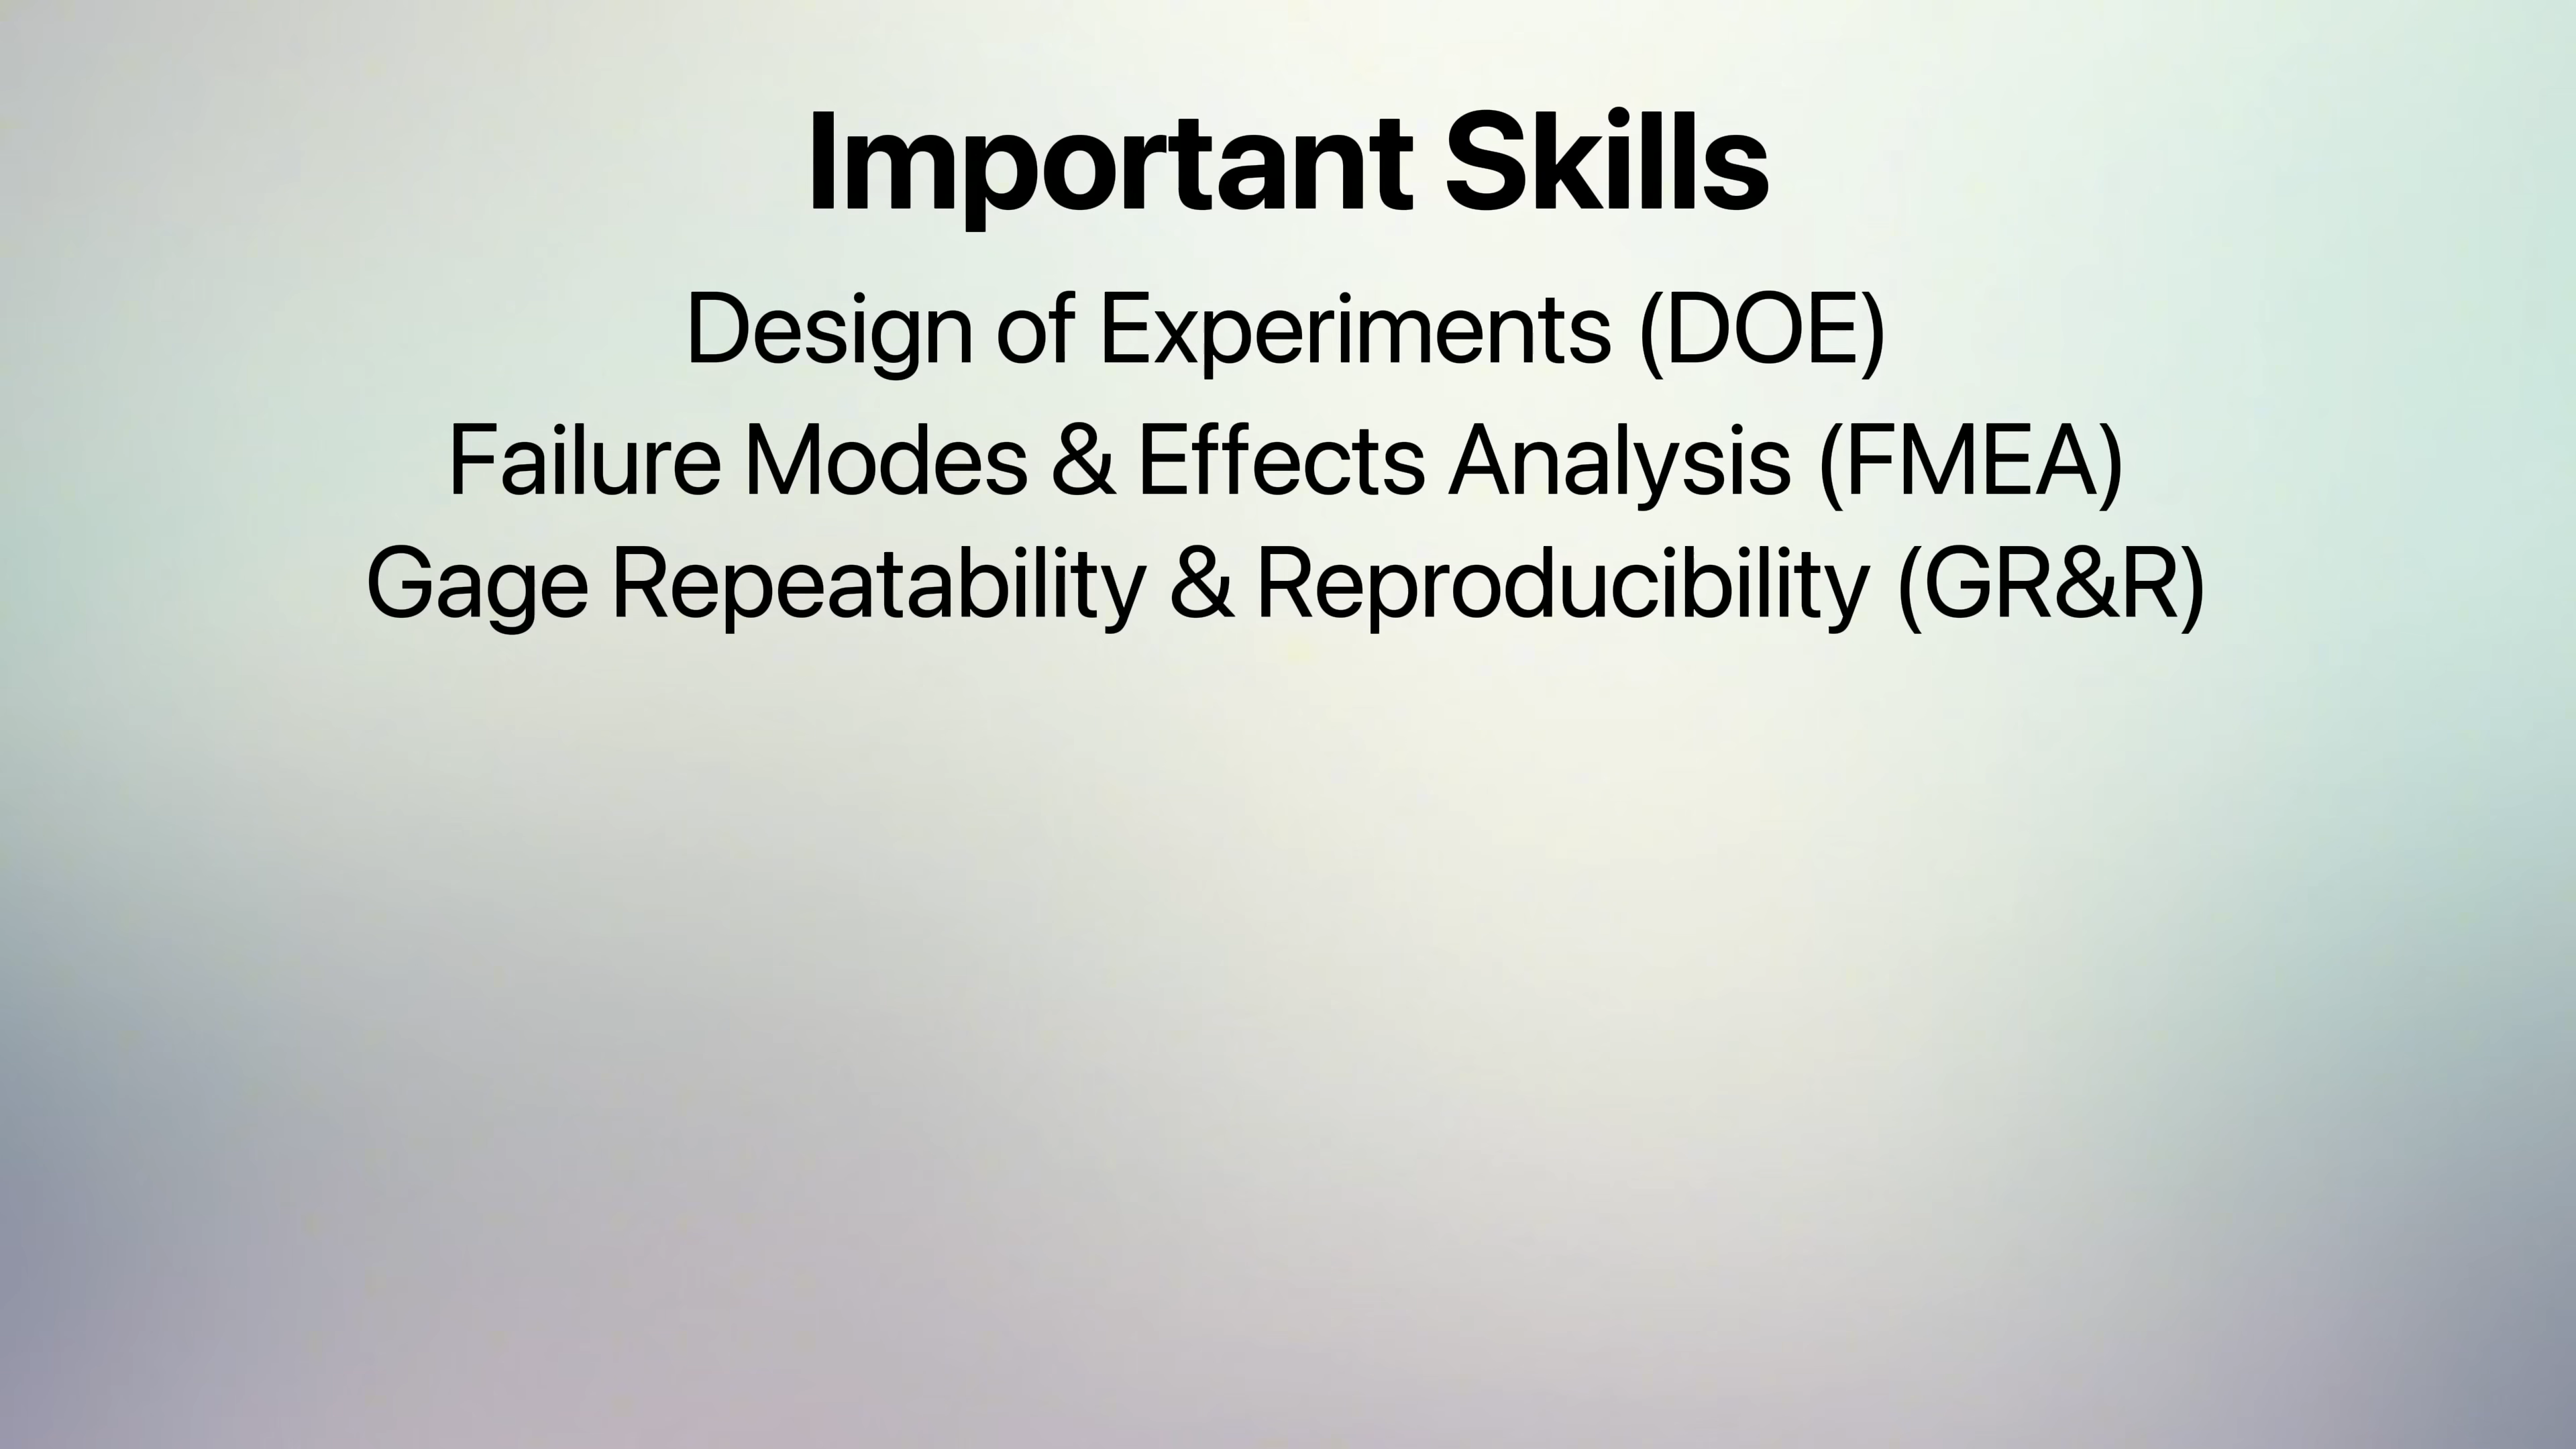 Important Skills
Design of Experiments (DOE)
Failure Modes & Effects Analysis (FMEA)
Gage Repeatability & Reproducibility (GR&R)